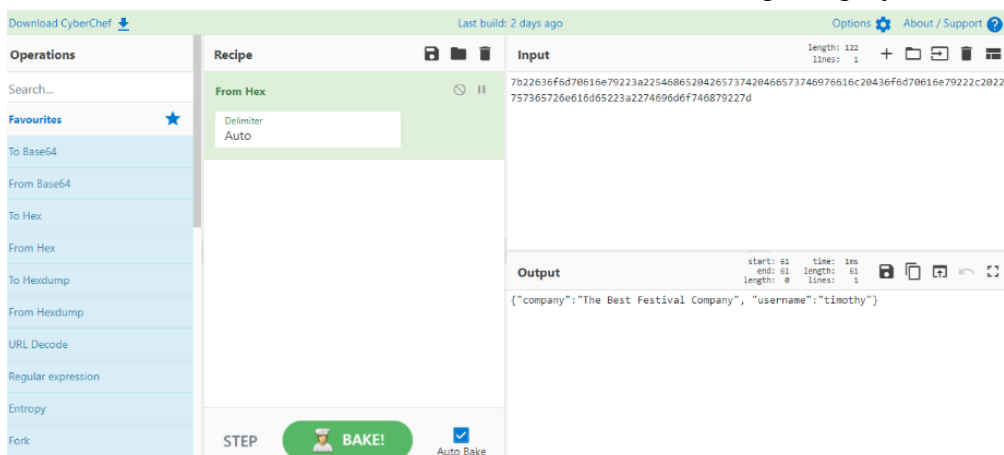 Download CyberChef
Last build: 2 days ago
Options
About / Support
Operations
Recipe
Input
length: 122
lines: 1
Search...
From Hex
7b22636f6d70616e79223a22546865204265737420466573746976616c20436f6d70616e79222c2022
757365726e616d65223a2274696d6f746879227d
Favourites
Delimiter
Auto
To Base64
From Base64
To Hex
From Hex
To Hexdump
start: 61
end: 61
length: 0
time: 1ms
length: 61
lines: 1
Output
{"company":"The Best Festival Company", "username":"timothy"}
From Hexdump
URL Decode
Regular expression
Entropy
Fork
STEP
BAKE!
Auto Bake